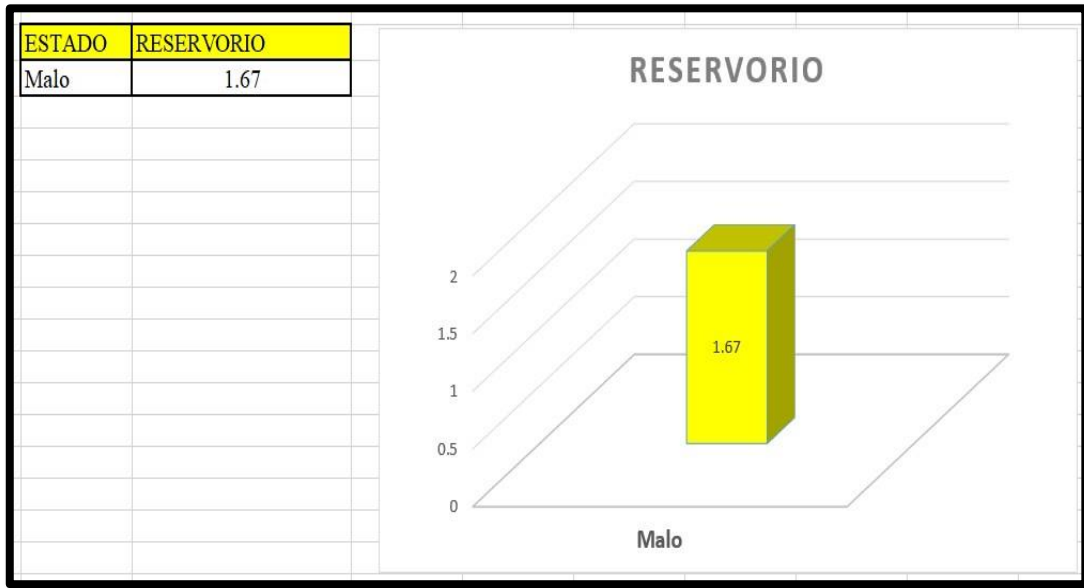 ESTADO RESERVORIO
Malo 1.67
RESERVORIO
2
1.5
1
0.5
0
1.67
Malo